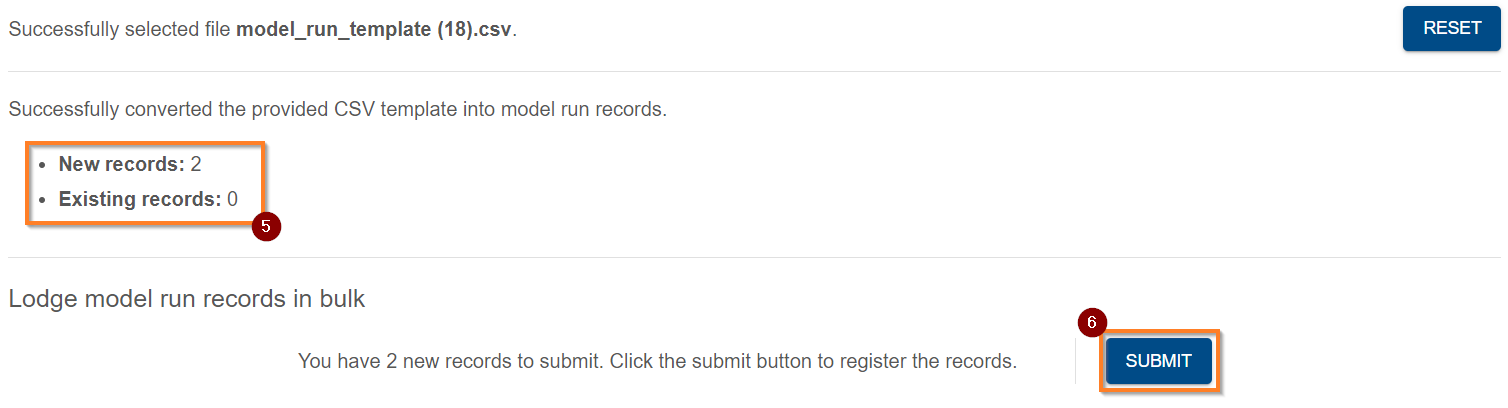 Successfully selected file model_run_template (18).csv.
RESET
Successfully converted the provided CSV template into model run records.
• New records: 2
• Existing records: 0
5
Lodge model run records in bulk
6
You have 2 new records to submit. Click the submit button to register the records.
SUBMIT